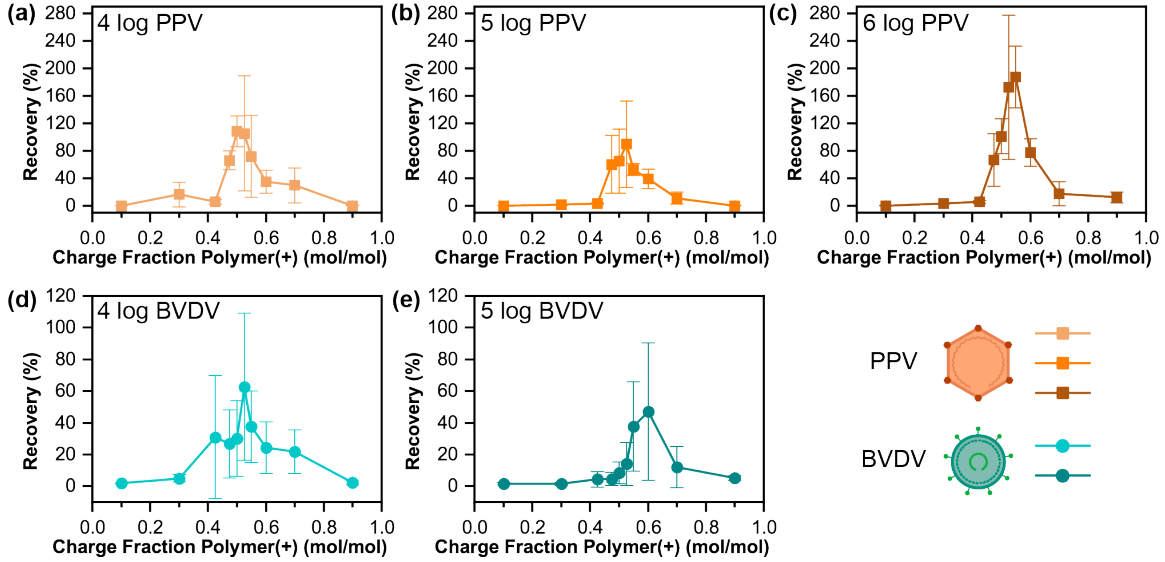 (a)
4 log PPV
280
240
200
160
120
80
40
0
Recovery (%)
0.0 0.2 0.4 0.6 0.8 1.0
Charge Fraction Polymer(+) (mol/mol)
(b)
5 log PPV
280
240
200
160
120
80
40
0
Recovery (%)
0.0 0.2 0.4 0.6 0.8 1.0
Charge Fraction Polymer(+) (mol/mol)
(c)
6 log PPV
280
240
200
160
120
80
40
0
Recovery (%)
0.0 0.2 0.4 0.6 0.8 1.0
Charge Fraction Polymer(+) (mol/mol)
(d)
4 log BVDV
120
100
80
60
40
20
0
Recovery (%)
0.0 0.2 0.4 0.6 0.8 1.0
Charge Fraction Polymer(+) (mol/mol)
(e)
5 log BVDV
120
100
80
60
40
20
0
Recovery (%)
0.0 0.2 0.4 0.6 0.8 1.0
Charge Fraction Polymer(+) (mol/mol)
PPV
BVDV